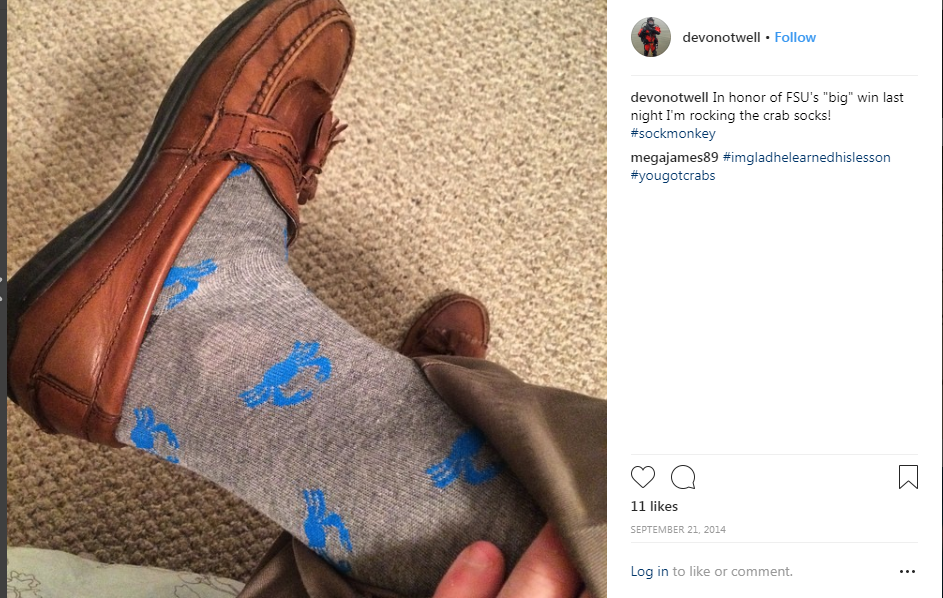 devonotwell • Follow
devonotwell In honor of FSU's "big" win last
night I'm rocking the crab socks!
#sockmonkey
megajames89 #imgladhelearnedhislesson
#yougotcrabs
11 likes
SEPTEMBER 21, 2014
Log in to like or comment.